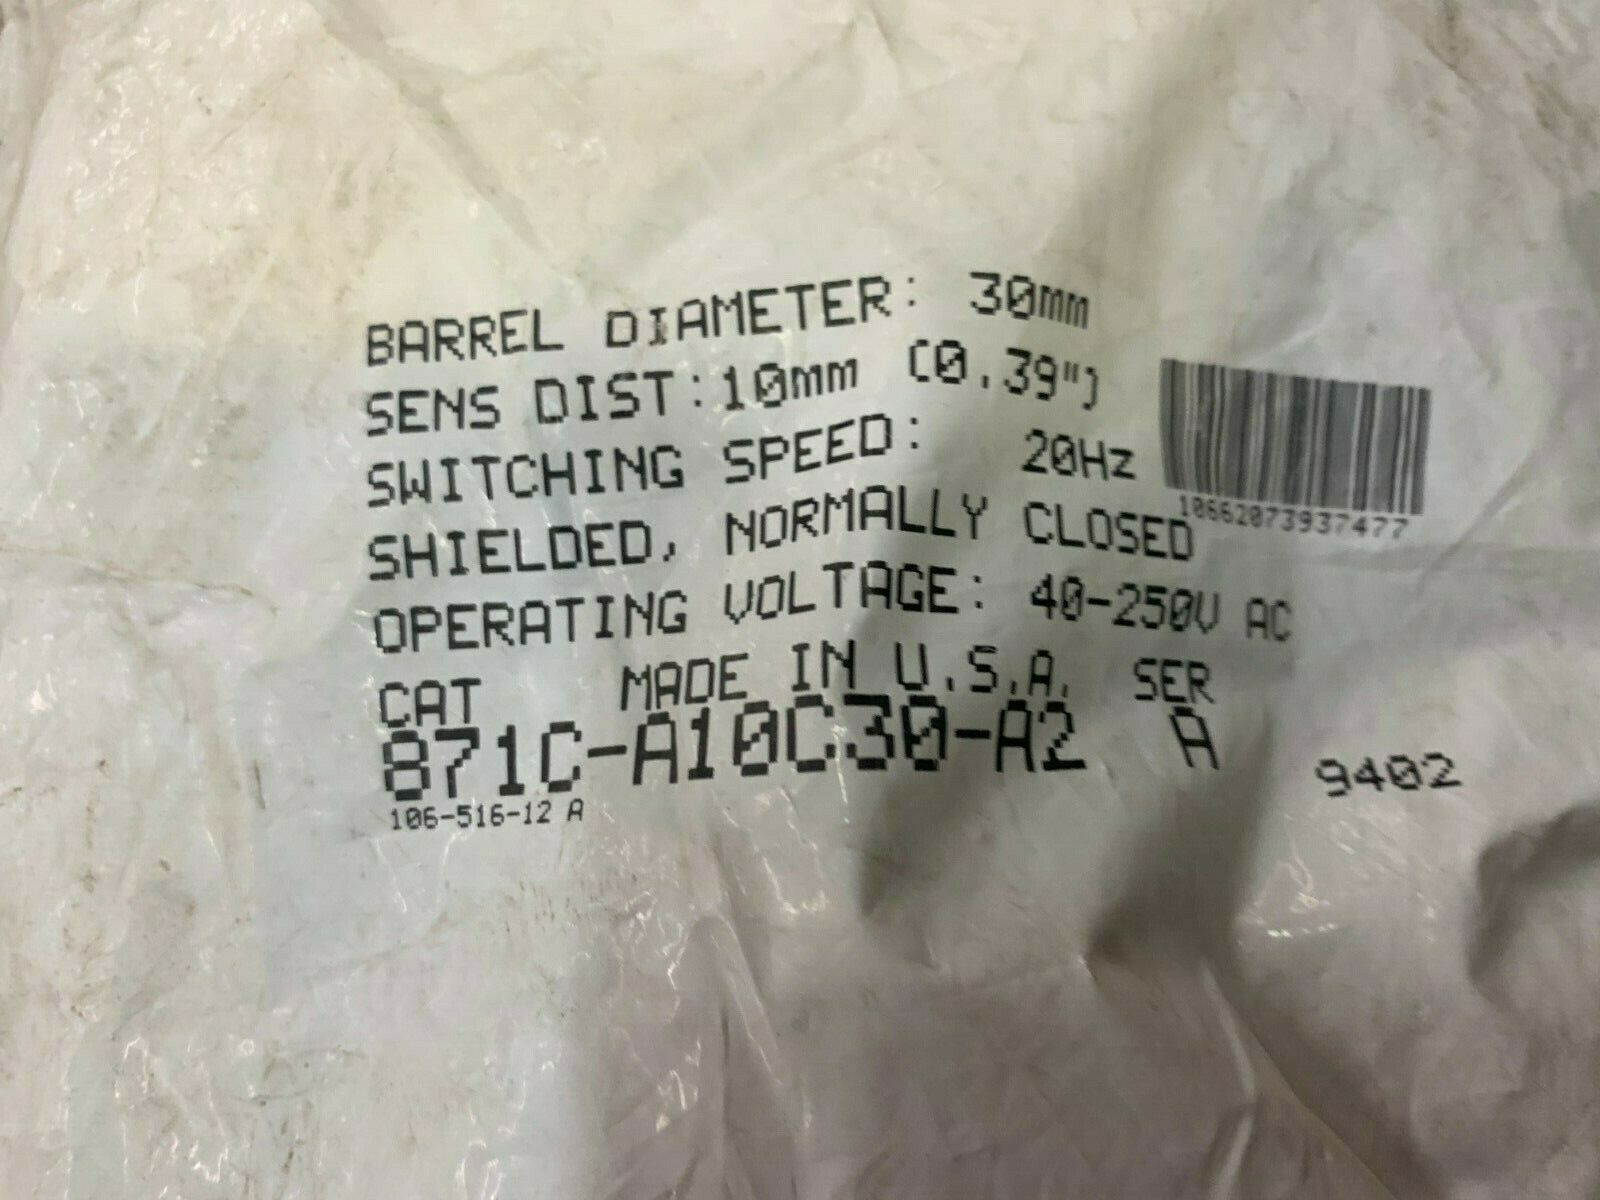 BARREL DIAMETER: 30mm
SENS DIST:10mm (0.39")
SWITCHING SPEED: 20Hz
SHIELDED, NORMALLY CLOSED
OPERATING VOLTAGE: 40-250V AC
CAT MADE IN U.S.A. SER
871C-A10C30-A2 A
106-516-12 A
10662073937477
9402